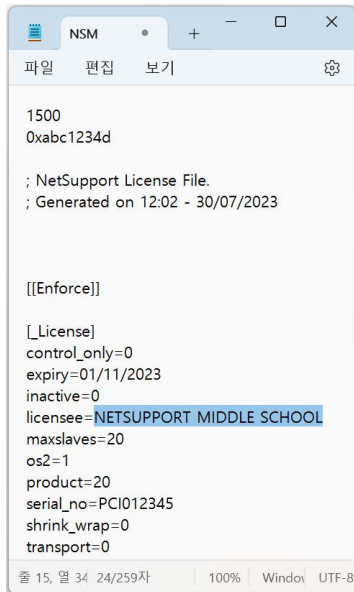 NSM
파일 편집 보기
1500
0xabc1234d
; NetSupport License File.
; Generated on 12:02 - 30/07/2023
[[Enforce]]
[_License]
control_only=0
expiry=01/11/2023
inactive=0
licensee=NETSUPPORT MIDDLE SCHOOL
maxslaves=20
os2=1
product=20
serial_no=PCI012345
shrink_wrap=0
transport=0
줄 15, 열 34 24/259자 100% Window UTF-8